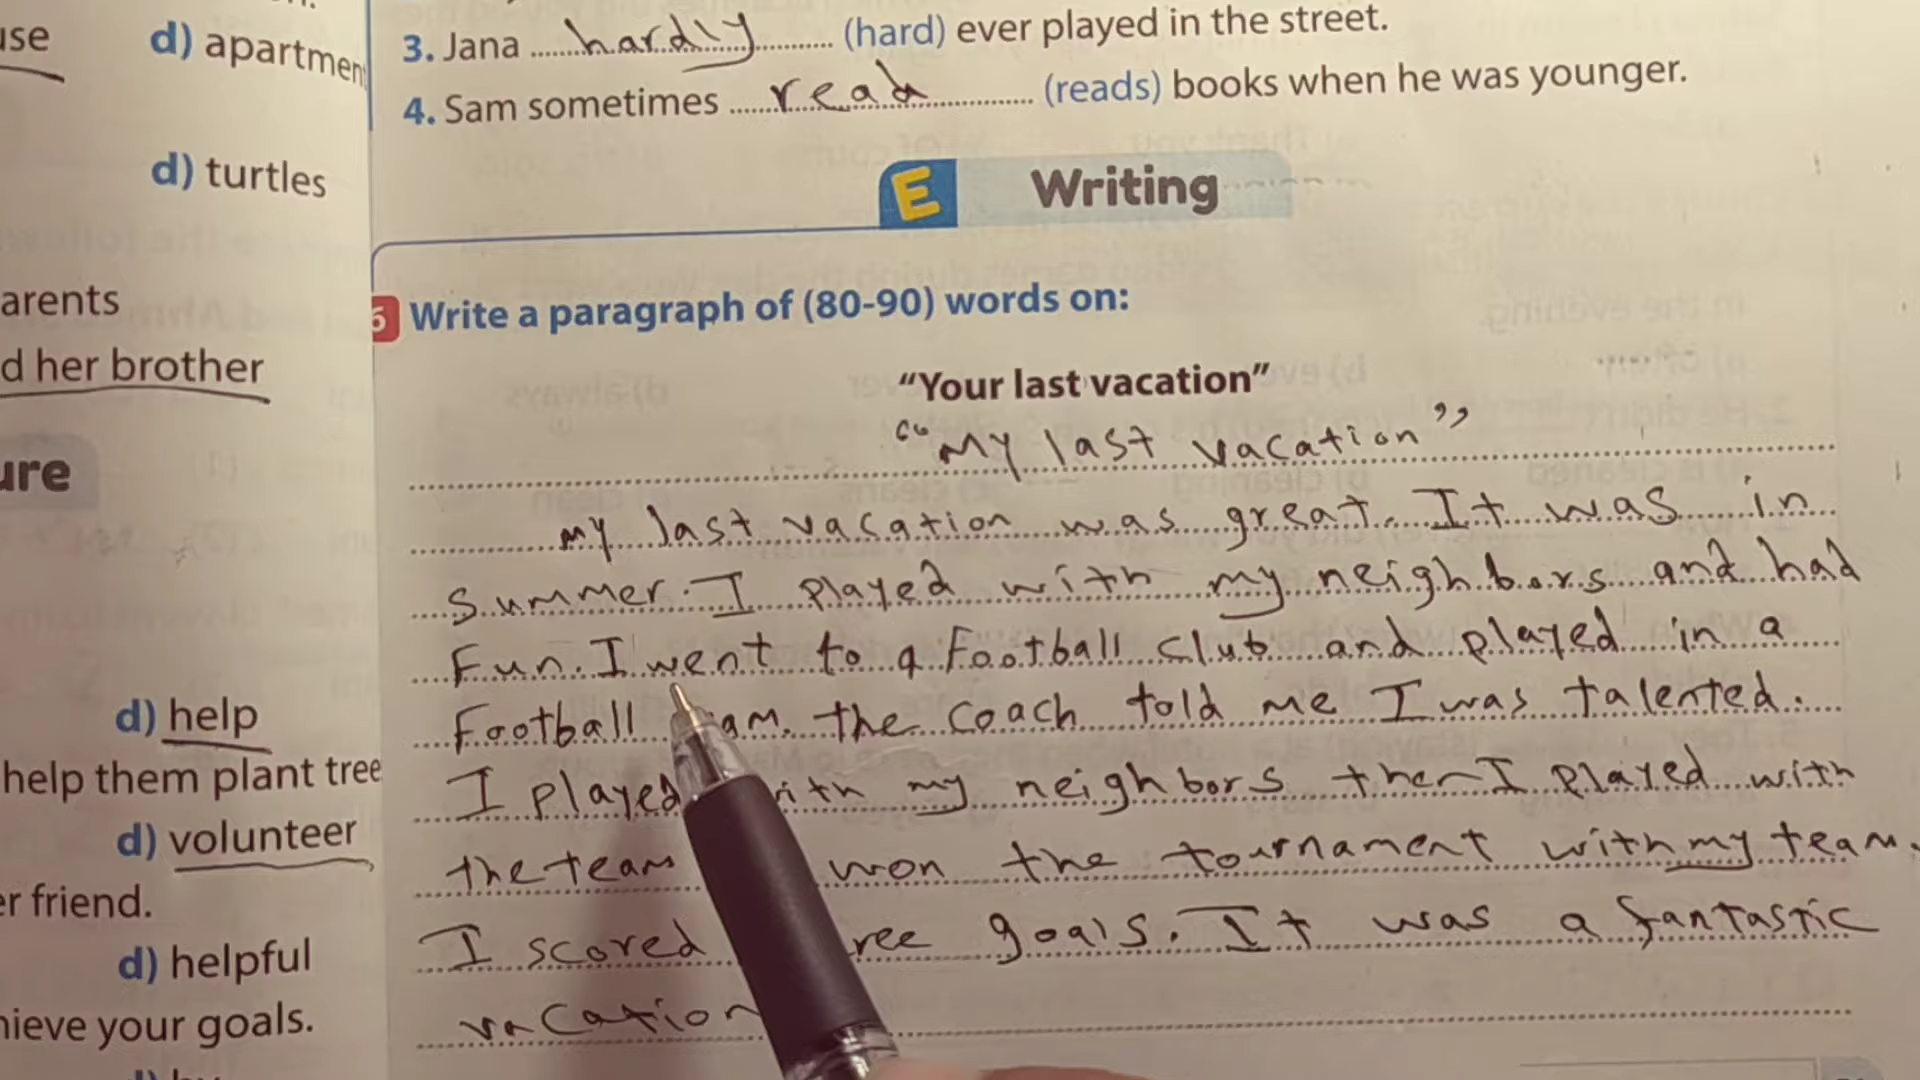 use
d) apartmen
d) turtles
arents
d her brother
ure
d) help
help them plant tree
d) volunteer
er friend.
d) helpful
hieve your goals.
3. Jana hardly (hard) ever played in the street.
4. Sam sometimes read (reads) books when he was younger.
E Writing
6 Write a paragraph of (80-90) words on:
"Your last vacation"
"My last vacation"
my last vacation was great. It was in
summer. I played with my neighbors and had
Fun. I went to a Football club and played in a
Football am. the coach told me I was talented.
I played ith my neighbors then I played with
the team won the tournament with my team.
I scored ree goals. It was a fantastic
vacation